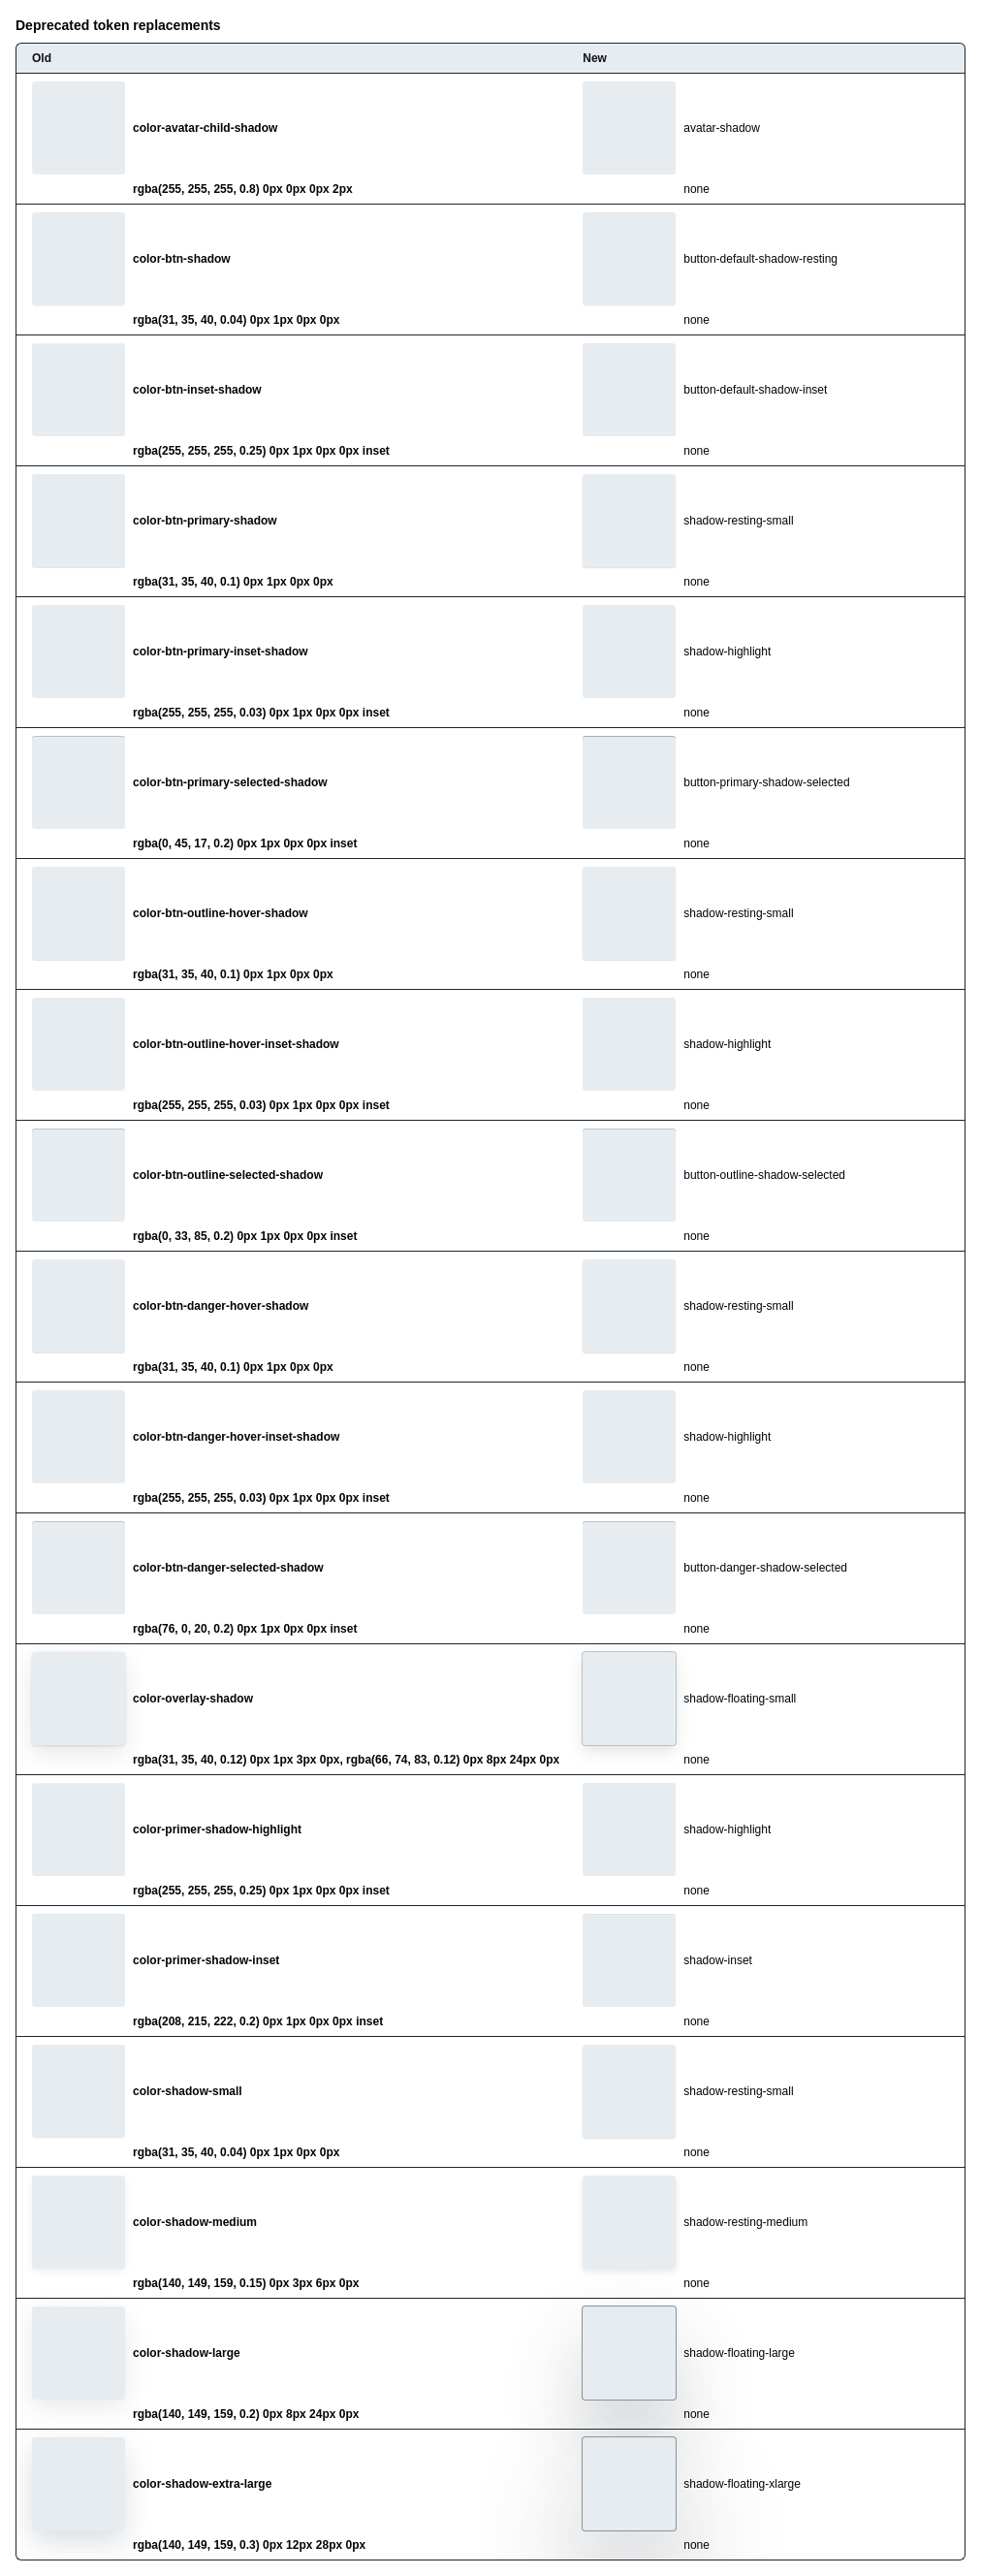 Deprecated token replacements
Old New
color-avatar-child-shadow avatar-shadow
rgba(255, 255, 255, 0.8) 0px 0px 0px 2px none
color-btn-shadow button-default-shadow-resting
rgba(31, 35, 40, 0.04) 0px 1px 0px 0px none
color-btn-inset-shadow button-default-shadow-inset
rgba(255, 255, 255, 0.25) 0px 1px 0px 0px inset none
color-btn-primary-shadow shadow-resting-small
rgba(31, 35, 40, 0.1) 0px 1px 0px 0px none
color-btn-primary-inset-shadow shadow-highlight
rgba(255, 255, 255, 0.03) 0px 1px 0px 0px inset none
color-btn-primary-selected-shadow button-primary-shadow-selected
rgba(0, 45, 17, 0.2) 0px 1px 0px 0px inset none
color-btn-outline-hover-shadow shadow-resting-small
rgba(31, 35, 40, 0.1) 0px 1px 0px 0px none
color-btn-outline-hover-inset-shadow shadow-highlight
rgba(255, 255, 255, 0.03) 0px 1px 0px 0px inset none
color-btn-outline-selected-shadow button-outline-shadow-selected
rgba(0, 33, 85, 0.2) 0px 1px 0px 0px inset none
color-btn-danger-hover-shadow shadow-resting-small
rgba(31, 35, 40, 0.1) 0px 1px 0px 0px none
color-btn-danger-hover-inset-shadow shadow-highlight
rgba(255, 255, 255, 0.03) 0px 1px 0px 0px inset none
color-btn-danger-selected-shadow button-danger-shadow-selected
rgba(76, 0, 20, 0.2) 0px 1px 0px 0px inset none
color-overlay-shadow shadow-floating-small
rgba(31, 35, 40, 0.12) 0px 1px 3px 0px, rgba(66, 74, 83, 0.12) 0px 8px 24px 0px none
color-primer-shadow-highlight shadow-highlight
rgba(255, 255, 255, 0.25) 0px 1px 0px 0px inset none
color-primer-shadow-inset shadow-inset
rgba(208, 215, 222, 0.2) 0px 1px 0px 0px inset none
color-shadow-small shadow-resting-small
rgba(31, 35, 40, 0.04) 0px 1px 0px 0px none
color-shadow-medium shadow-resting-medium
rgba(140, 149, 159, 0.15) 0px 3px 6px 0px none
color-shadow-large shadow-floating-large
rgba(140, 149, 159, 0.2) 0px 8px 24px 0px none
color-shadow-extra-large shadow-floating-xlarge
rgba(140, 149, 159, 0.3) 0px 12px 28px 0px none